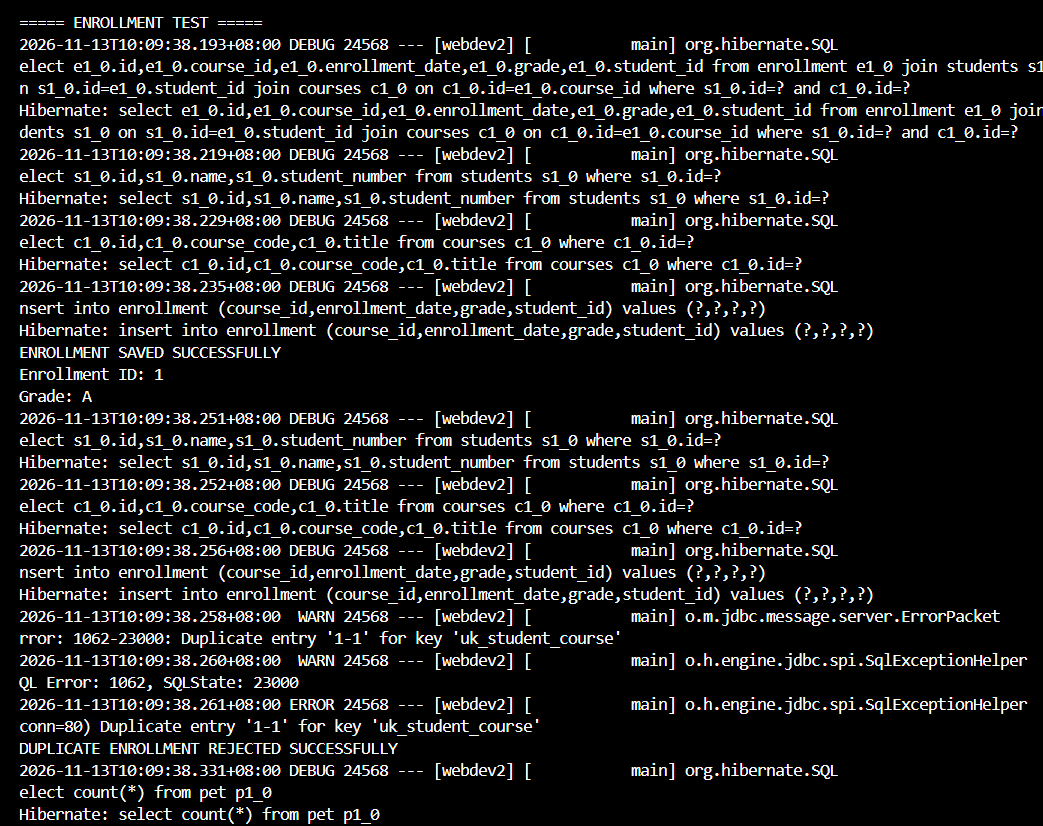 ===== ENROLLMENT TEST =====
2026-11-13T10:09:38.193+08:00 DEBUG 24568 --- [webdev2] [           main] org.hibernate.SQL
elect e1_0.id,e1_0.course_id,e1_0.enrollment_date,e1_0.grade,e1_0.student_id from enrollment e1_0 join students s1
n s1_0.id=e1_0.student_id join courses c1_0 on c1_0.id=e1_0.course_id where s1_0.id=? and c1_0.id=?
Hibernate: select e1_0.id,e1_0.course_id,e1_0.enrollment_date,e1_0.grade,e1_0.student_id from enrollment e1_0 join
dents s1_0 on s1_0.id=e1_0.student_id join courses c1_0 on c1_0.id=e1_0.course_id where s1_0.id=? and c1_0.id=?
2026-11-13T10:09:38.219+08:00 DEBUG 24568 --- [webdev2] [           main] org.hibernate.SQL
elect s1_0.id,s1_0.name,s1_0.student_number from students s1_0 where s1_0.id=?
Hibernate: select s1_0.id,s1_0.name,s1_0.student_number from students s1_0 where s1_0.id=?
2026-11-13T10:09:38.229+08:00 DEBUG 24568 --- [webdev2] [           main] org.hibernate.SQL
elect c1_0.id,c1_0.course_code,c1_0.title from courses c1_0 where c1_0.id=?
Hibernate: select c1_0.id,c1_0.course_code,c1_0.title from courses c1_0 where c1_0.id=?
2026-11-13T10:09:38.235+08:00 DEBUG 24568 --- [webdev2] [           main] org.hibernate.SQL
nsert into enrollment (course_id,enrollment_date,grade,student_id) values (?,?,?,?)
Hibernate: insert into enrollment (course_id,enrollment_date,grade,student_id) values (?,?,?,?)
ENROLLMENT SAVED SUCCESSFULLY
Enrollment ID: 1
Grade: A
2026-11-13T10:09:38.251+08:00 DEBUG 24568 --- [webdev2] [           main] org.hibernate.SQL
elect s1_0.id,s1_0.name,s1_0.student_number from students s1_0 where s1_0.id=?
Hibernate: select s1_0.id,s1_0.name,s1_0.student_number from students s1_0 where s1_0.id=?
2026-11-13T10:09:38.252+08:00 DEBUG 24568 --- [webdev2] [           main] org.hibernate.SQL
elect c1_0.id,c1_0.course_code,c1_0.title from courses c1_0 where c1_0.id=?
Hibernate: select c1_0.id,c1_0.course_code,c1_0.title from courses c1_0 where c1_0.id=?
2026-11-13T10:09:38.256+08:00 DEBUG 24568 --- [webdev2] [           main] org.hibernate.SQL
nsert into enrollment (course_id,enrollment_date,grade,student_id) values (?,?,?,?)
Hibernate: insert into enrollment (course_id,enrollment_date,grade,student_id) values (?,?,?,?)
2026-11-13T10:09:38.258+08:00  WARN 24568 --- [webdev2] [           main] o.m.jdbc.message.server.ErrorPacket
rror: 1062-23000: Duplicate entry '1-1' for key 'uk_student_course'
2026-11-13T10:09:38.260+08:00  WARN 24568 --- [webdev2] [           main] o.h.engine.jdbc.spi.SqlExceptionHelper
QL Error: 1062, SQLState: 23000
2026-11-13T10:09:38.261+08:00 ERROR 24568 --- [webdev2] [           main] o.h.engine.jdbc.spi.SqlExceptionHelper
conn=80) Duplicate entry '1-1' for key 'uk_student_course'
DUPLICATE ENROLLMENT REJECTED SUCCESSFULLY
2026-11-13T10:09:38.331+08:00 DEBUG 24568 --- [webdev2] [           main] org.hibernate.SQL
elect count(*) from pet p1_0
Hibernate: select count(*) from pet p1_0